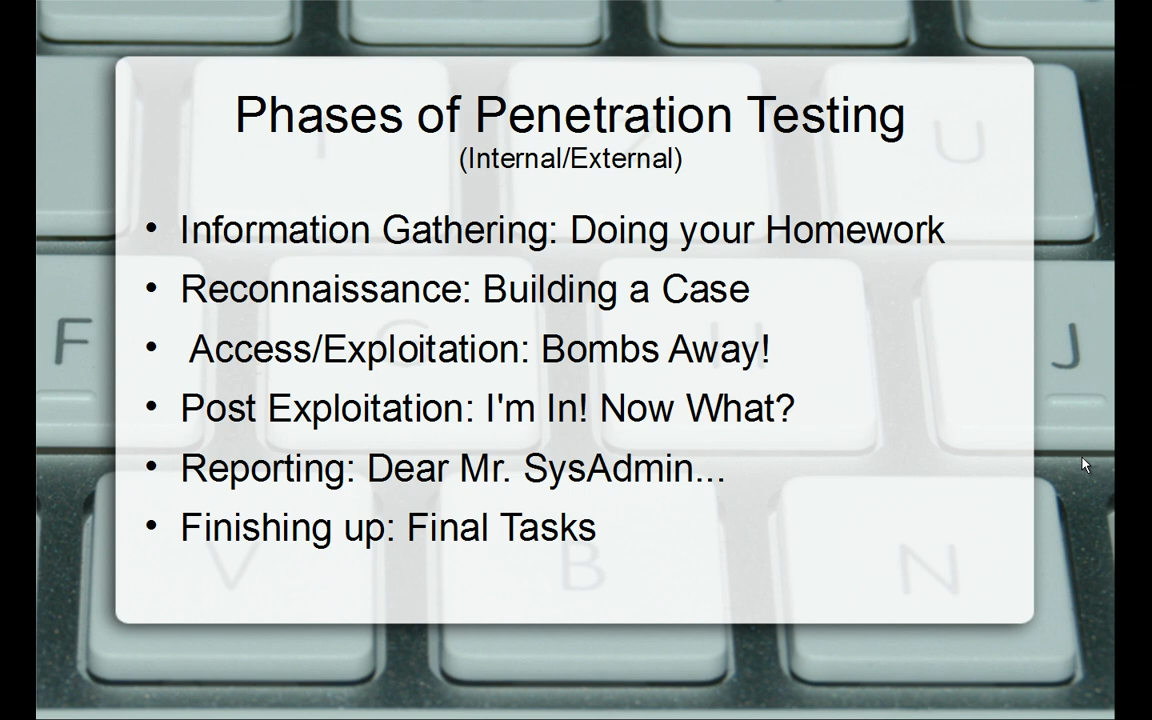 Phases of Penetration Testing
(Internal/External)
• Information Gathering: Doing your Homework
• Reconnaissance: Building a Case
• Access/Exploitation: Bombs Away!
• Post Exploitation: I'm In! Now What?
• Reporting: Dear Mr. SysAdmin...
• Finishing up: Final Tasks
U
F
G
H
J
V
B
N